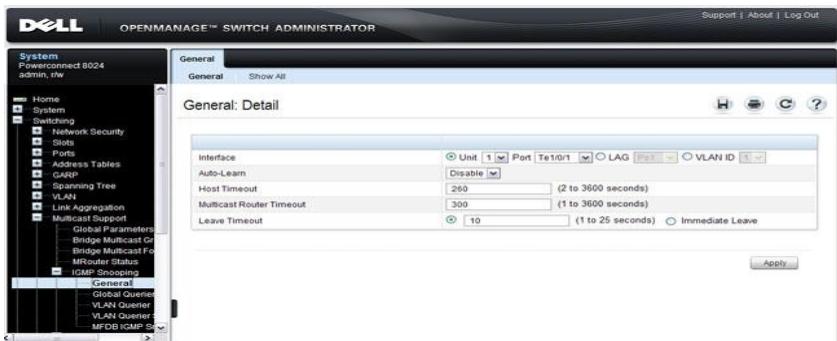 DELL
OPENMANAGE™ SWITCH ADMINISTRATOR
Support | About | Log Out
System
Powerconnect 8024
admin, r/w
Home
System
Switching
Network Security
Slots
Ports
Address Tables
GARP
Spanning Tree
VLAN
Link Aggregation
Multicast Support
Global Parameters
Bridge Multicast Gr
Bridge Multicast Fo
MRouter Status
IGMP Snooping
General
Global Querier
VLAN Querier
VLAN Querier
MFDB IGMP Sn
General
General Show All
General: Detail
Interface Unit 1 Port Te1/0/1 LAG Po1 VLAN ID 1
Auto-Learn Disable
Host Timeout 260 (2 to 3600 seconds)
Multicast Router Timeout 300 (1 to 3600 seconds)
Leave Timeout 10 (1 to 25 seconds) Immediate Leave
Apply